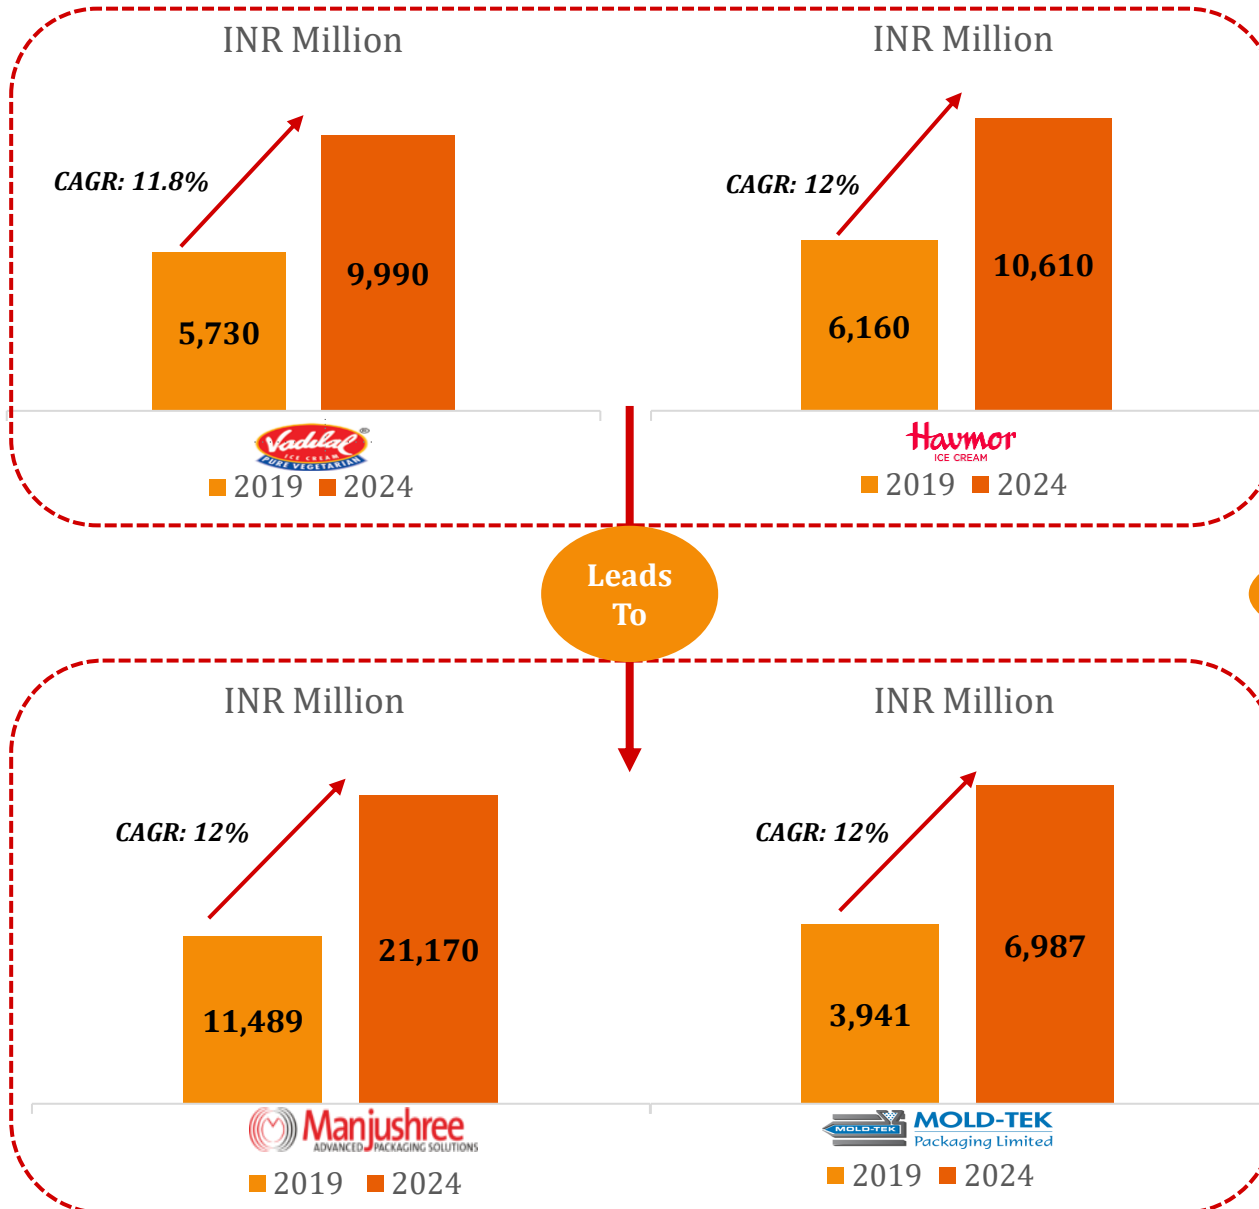 INR Million
CAGR: 11.8%
5,730
9,990
Vadilal
®
ICE CREAM
PURE VEGETARIAN
2019 2024
INR Million
CAGR: 12%
6,160
10,610
Havmor
ICE CREAM
2019 2024
Leads
To
INR Million
CAGR: 12%
11,489
21,170
Manjushree
ADVANCED PACKAGING SOLUTIONS
2019 2024
INR Million
CAGR: 12%
3,941
6,987
MOLD-TEK
MOLD-TEK
Packaging Limited
2019 2024